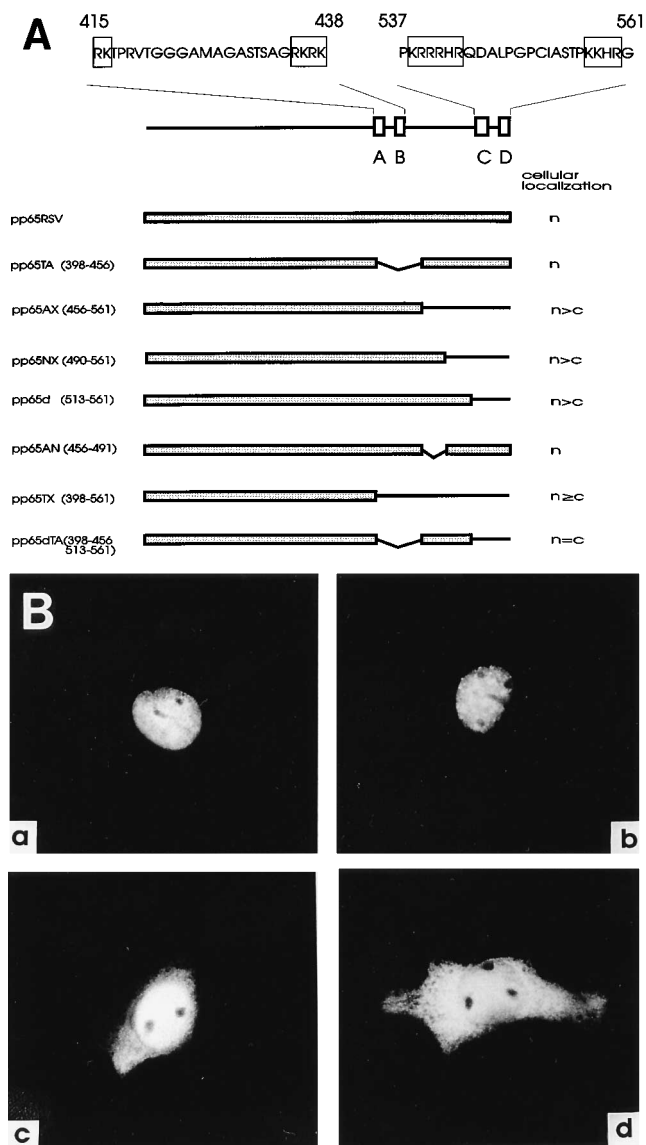 A
415 438 537 561
RKTPRVTGGGAMAGASTSAGRKRK PKRRRHRQDALPGPCIASTPKKHRG
A B C D
cellular
localization
pp65RSV n
pp65TA (398-456) n
pp65AX (456-561) n>c
pp65NX (490-561) n>c
pp65d (513-561) n>c
pp65AN (456-491) n
pp65TX (398-561) n≥c
pp65dTA(398-456 n=c
513-561)
B
a b
c d